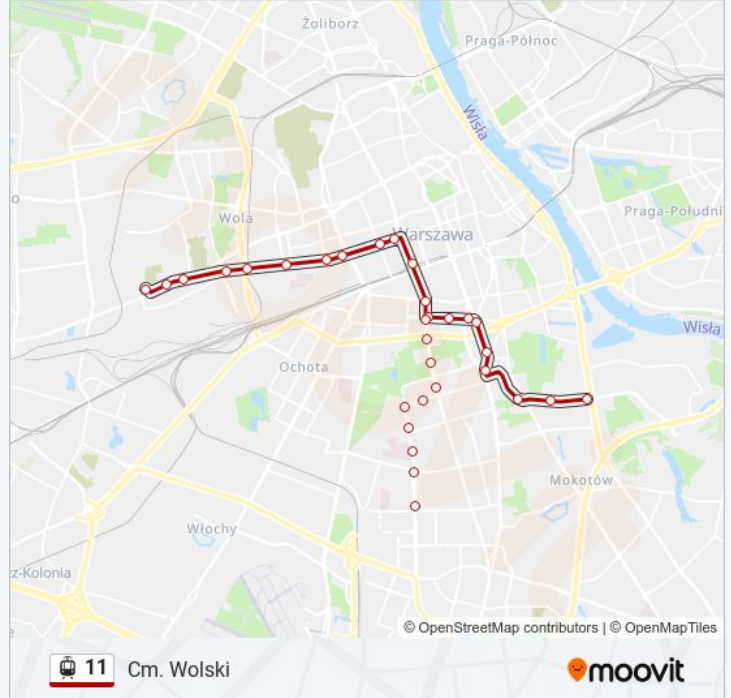 Żoliborz
Praga-Północ
Wisła
o
Praga-Południ
Wola
Warszawa
Wisła
Ochota
Mokotów
Włochy
z-Kolonia
e
© OpenStreetMap contributors | © OpenMapTiles
11 Cm. Wolski
moovit